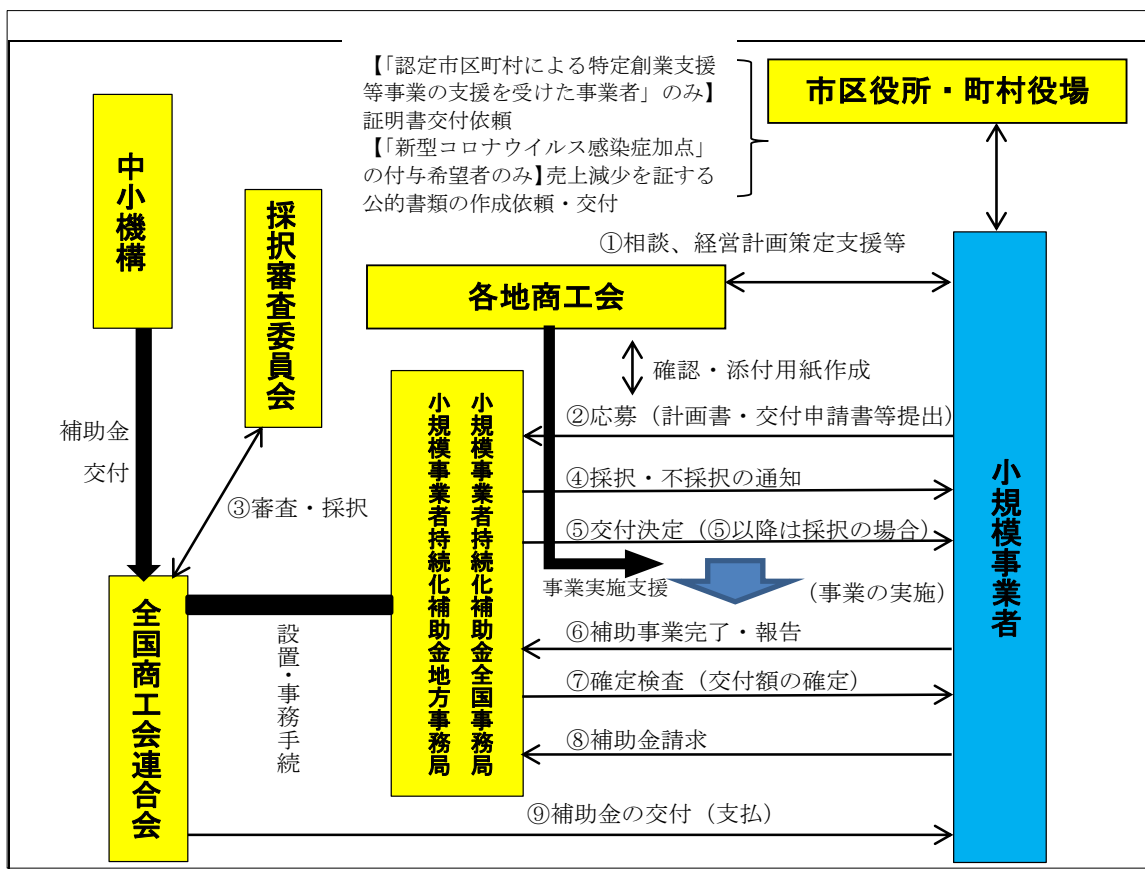 【「認定市区町村による特定創業支援
等事業の支援を受けた事業者」のみ】
証明書交付依頼
【「新型コロナウイルス感染症加点」
の付与希望者のみ】売上減少を証する
公的書類の作成依頼・交付
市区役所・町村役場
中小機構
採択審査委員会
①相談、経営計画策定支援等
各地商工会
確認・添付用紙作成
補助金
交付
③審査・採択
②応募（計画書・交付申請書等提出）
④採択・不採択の通知
⑤交付決定（⑤以降は採択の場合）
事業実施支援
（事業の実施）
小規模事業者
小規模事業者持続化補助金全国事務局
小規模事業者持続化補助金地方事務局
全国商工会連合会
設置・事務手続
⑥補助事業完了・報告
⑦確定検査（交付額の確定）
⑧補助金請求
⑨補助金の交付（支払）